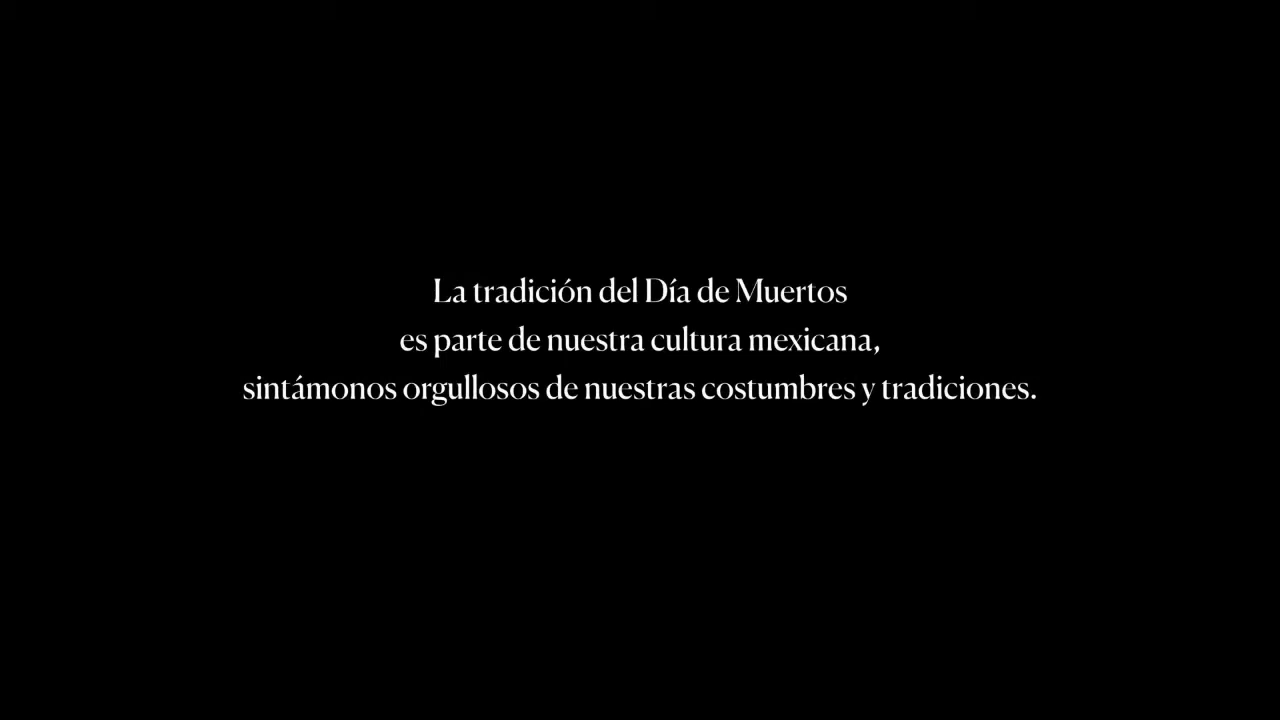 La tradición del Día de Muertos
es parte de nuestra cultura mexicana,
sintámonos orgullosos de nuestras costumbres y tradiciones.